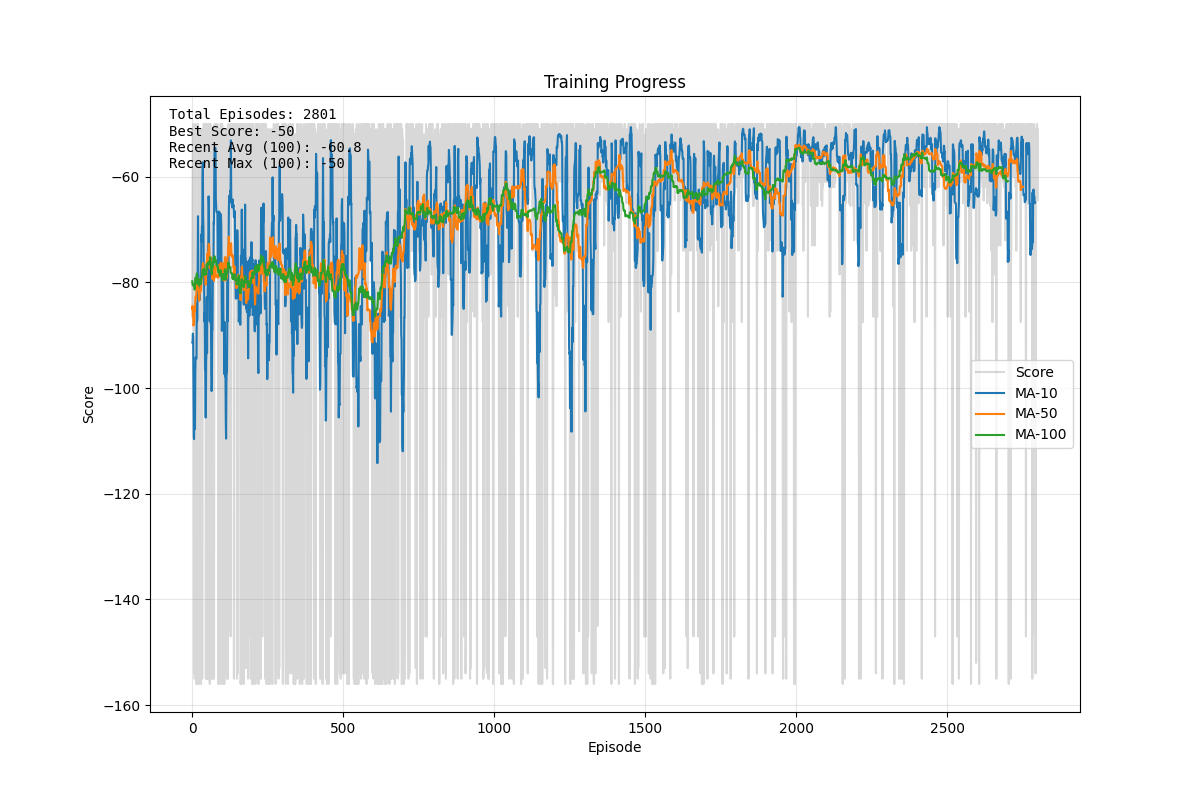 Training Progress
Total Episodes: 2801
Best Score: -50
Recent Avg (100): -60.8
Recent Max (100): -50
Score
−60
−80
−100
−120
−140
−160
Score
MA-10
MA-50
MA-100
0
500
1000
1500
2000
2500
Episode